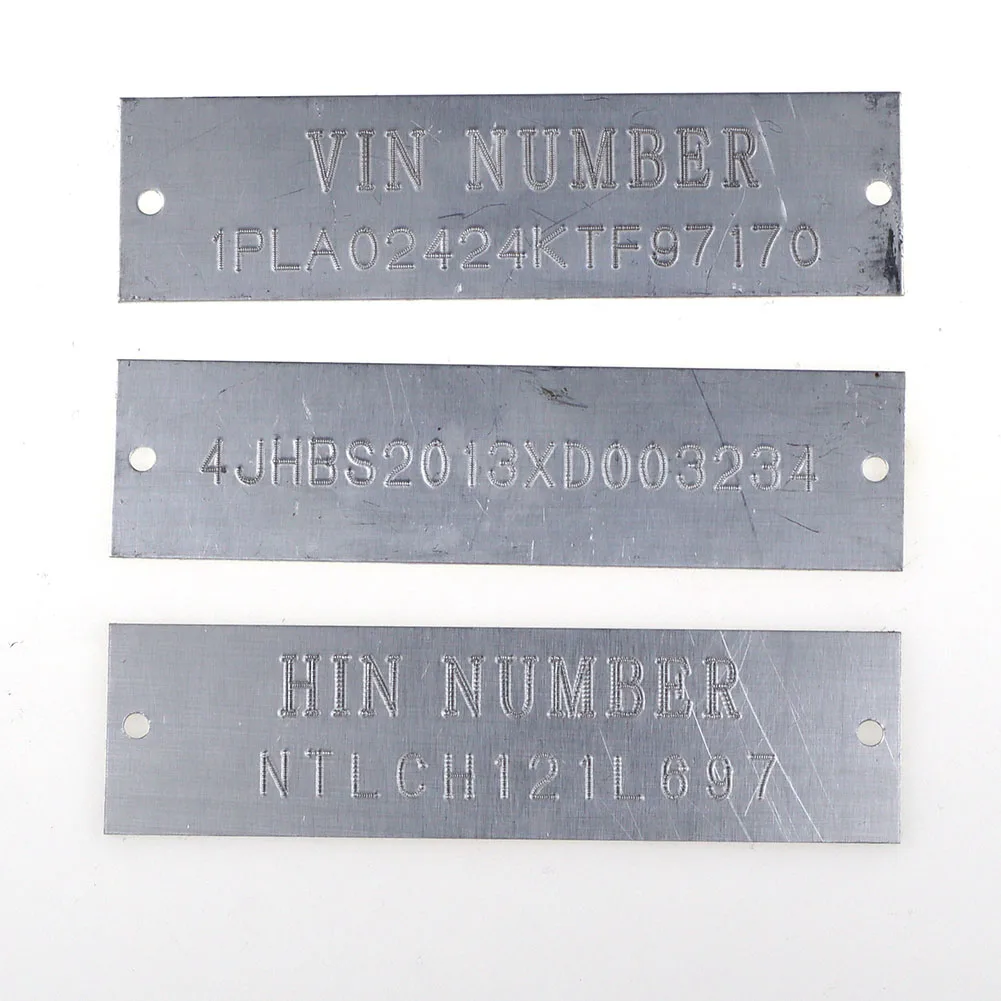 VIN NUMBER
1PLA02424KTF97170
4JHBS2013XD003234
HIN NUMBER
NTLCH121L697